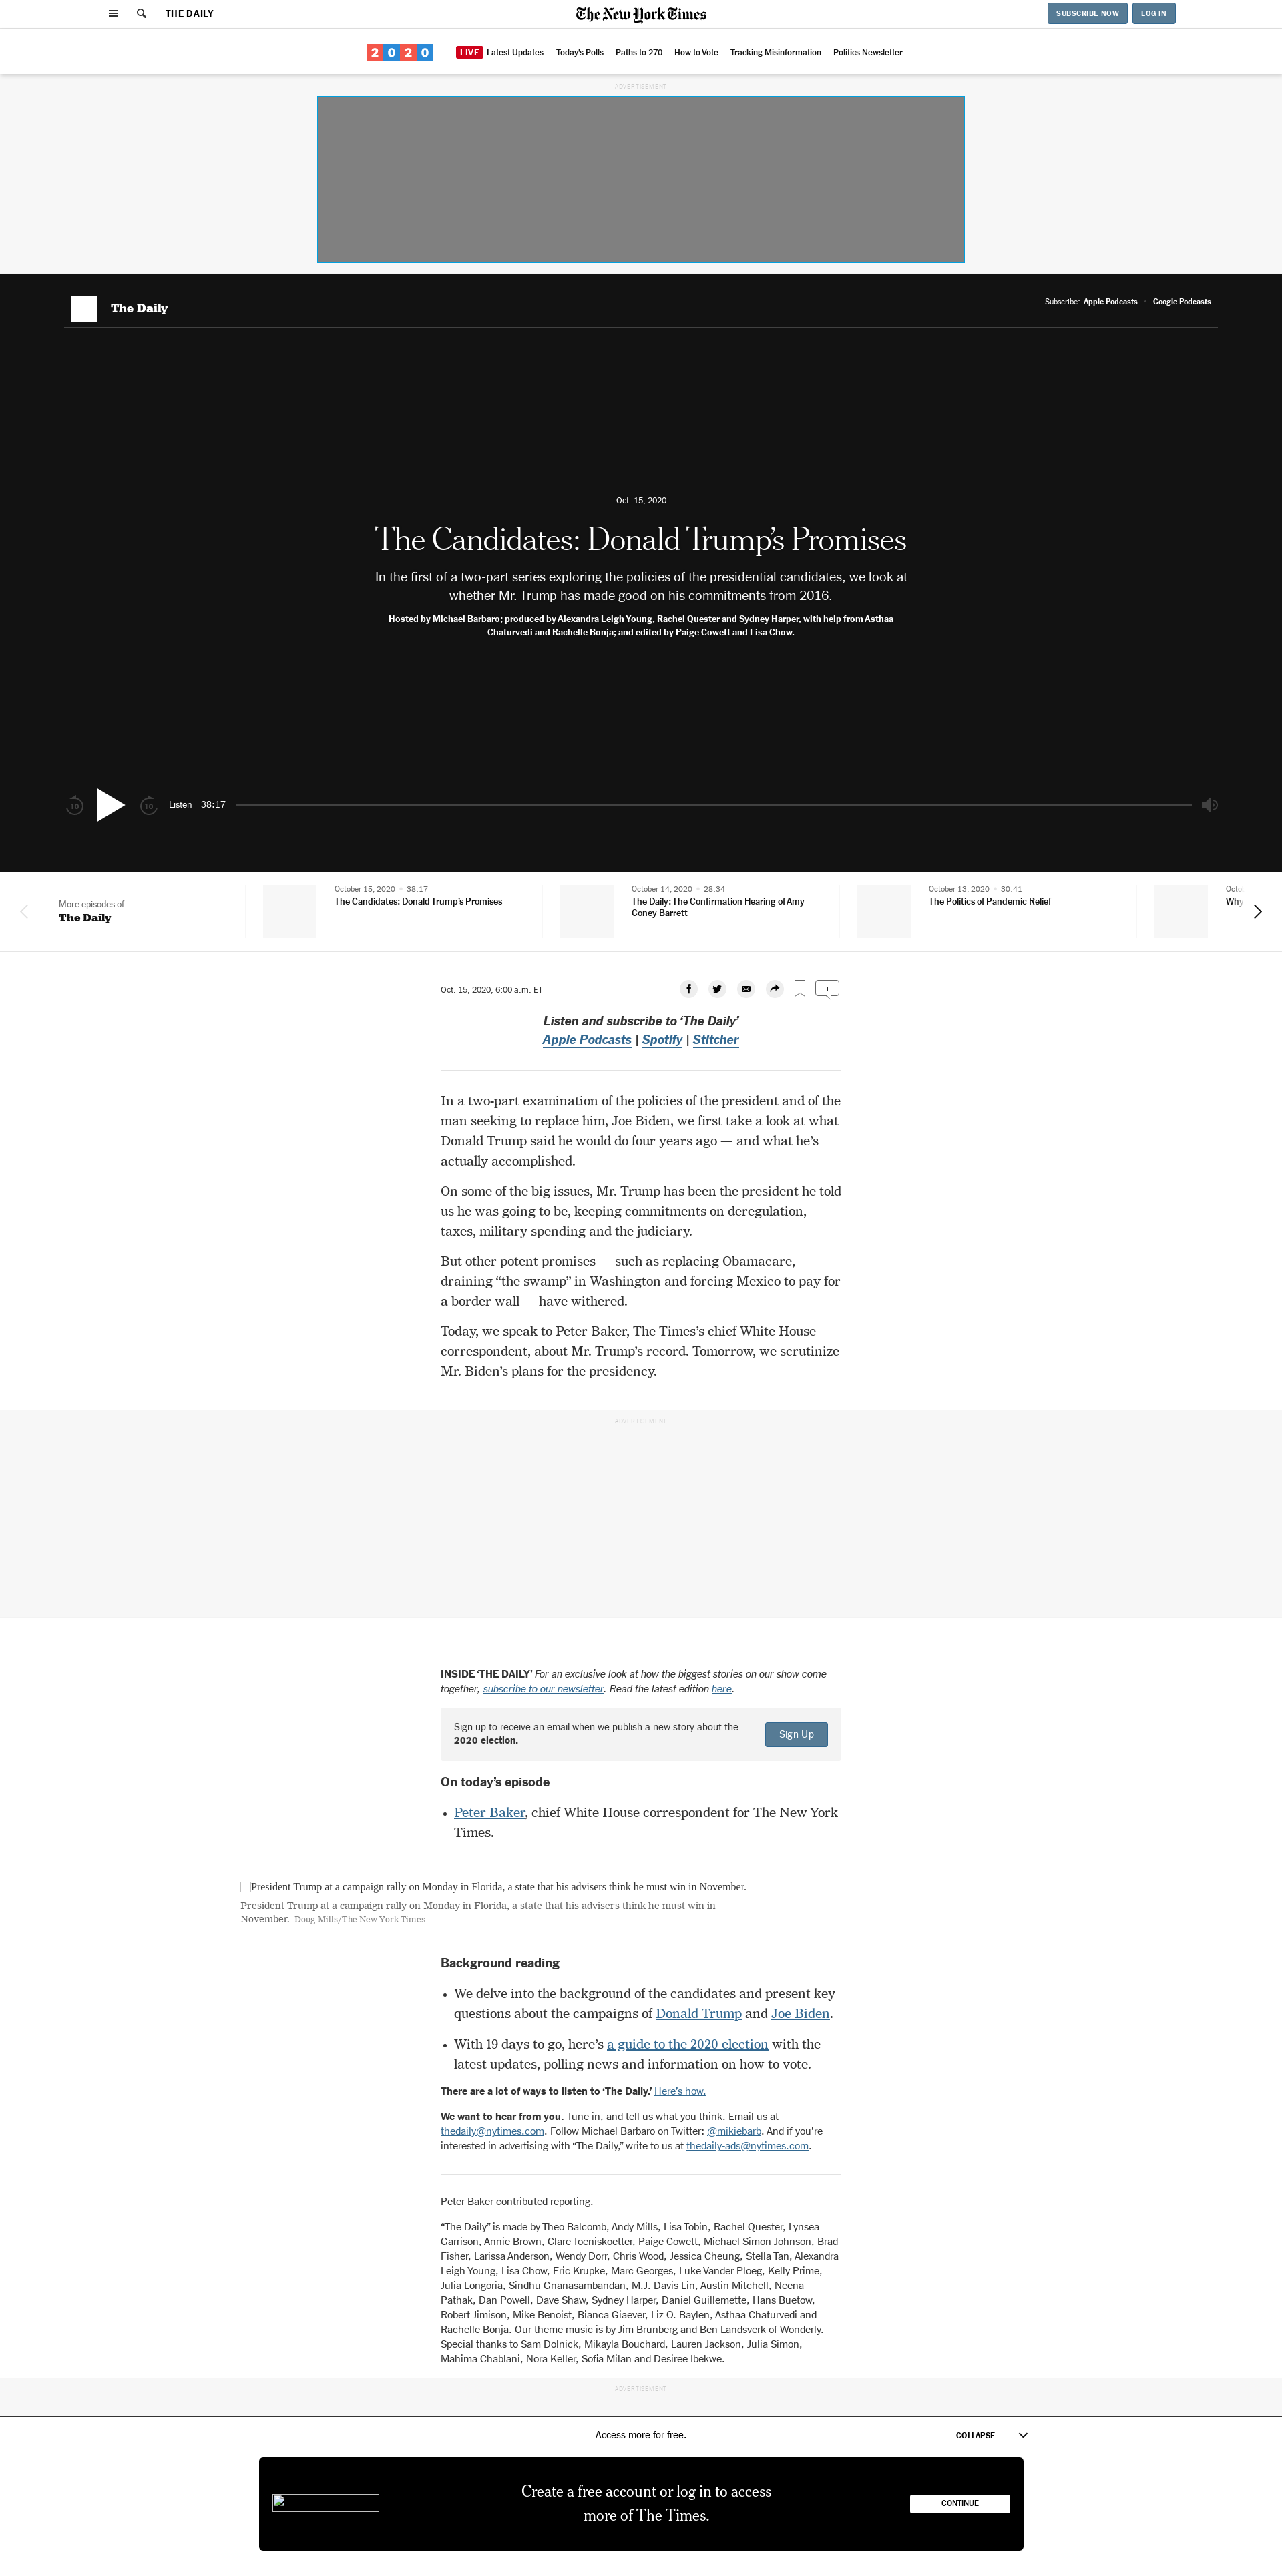 THE DAILY
The New York Times
SUBSCRIBE NOW
LOG IN
2020
LIVE Latest Updates
Today's Polls
Paths to 270
How to Vote
Tracking Misinformation
Politics Newsletter
ADVERTISEMENT
The Daily
Subscribe: Apple Podcasts • Google Podcasts
Oct. 15, 2020
The Candidates: Donald Trump’s Promises
In the first of a two-part series exploring the policies of the presidential candidates, we look at
whether Mr. Trump has made good on his commitments from 2016.
Hosted by Michael Barbaro; produced by Alexandra Leigh Young, Rachel Quester and Sydney Harper, with help from Asthaa
Chaturvedi and Rachelle Bonja; and edited by Paige Cowett and Lisa Chow.
10
10
Listen 38:17
More episodes of
The Daily
October 15, 2020 • 38:17
The Candidates: Donald Trump’s Promises
October 14, 2020 • 28:34
The Daily: The Confirmation Hearing of Amy
Coney Barrett
October 13, 2020 • 30:41
The Politics of Pandemic Relief
Why
Oct. 15, 2020, 6:00 a.m. ET
+
Listen and subscribe to ‘The Daily’
Apple Podcasts | Spotify | Stitcher
In a two-part examination of the policies of the president and of the
man seeking to replace him, Joe Biden, we first take a look at what
Donald Trump said he would do four years ago — and what he’s
actually accomplished.
On some of the big issues, Mr. Trump has been the president he told
us he was going to be, keeping commitments on deregulation,
taxes, military spending and the judiciary.
But other potent promises — such as replacing Obamacare,
draining “the swamp” in Washington and forcing Mexico to pay for
a border wall — have withered.
Today, we speak to Peter Baker, The Times’s chief White House
correspondent, about Mr. Trump’s record. Tomorrow, we scrutinize
Mr. Biden’s plans for the presidency.
ADVERTISEMENT
INSIDE ‘THE DAILY’ For an exclusive look at how the biggest stories on our show come
together, subscribe to our newsletter. Read the latest edition here.
Sign up to receive an email when we publish a new story about the
2020 election.
Sign Up
On today’s episode
• Peter Baker, chief White House correspondent for The New York
Times.
President Trump at a campaign rally on Monday in Florida, a state that his advisers think he must win in November.
President Trump at a campaign rally on Monday in Florida, a state that his advisers think he must win in
November. Doug Mills/The New York Times
Background reading
• We delve into the background of the candidates and present key
questions about the campaigns of Donald Trump and Joe Biden.
• With 19 days to go, here’s a guide to the 2020 election with the
latest updates, polling news and information on how to vote.
There are a lot of ways to listen to ‘The Daily.’ Here’s how.
We want to hear from you. Tune in, and tell us what you think. Email us at
thedaily@nytimes.com. Follow Michael Barbaro on Twitter: @mikiebarb. And if you’re
interested in advertising with “The Daily,” write to us at thedaily-ads@nytimes.com.
Peter Baker contributed reporting.
“The Daily” is made by Theo Balcomb, Andy Mills, Lisa Tobin, Rachel Quester, Lynsea
Garrison, Annie Brown, Clare Toeniskoetter, Paige Cowett, Michael Simon Johnson, Brad
Fisher, Larissa Anderson, Wendy Dorr, Chris Wood, Jessica Cheung, Stella Tan, Alexandra
Leigh Young, Lisa Chow, Eric Krupke, Marc Georges, Luke Vander Ploeg, Kelly Prime,
Julia Longoria, Sindhu Gnanasambandan, M.J. Davis Lin, Austin Mitchell, Neena
Pathak, Dan Powell, Dave Shaw, Sydney Harper, Daniel Guillemette, Hans Buetow,
Robert Jimison, Mike Benoist, Bianca Giaever, Liz O. Baylen, Asthaa Chaturvedi and
Rachelle Bonja. Our theme music is by Jim Brunberg and Ben Landsverk of Wonderly.
Special thanks to Sam Dolnick, Mikayla Bouchard, Lauren Jackson, Julia Simon,
Mahima Chablani, Nora Keller, Sofia Milan and Desiree Ibekwe.
ADVERTISEMENT
Access more for free.
COLLAPSE
Create a free account or log in to access
more of The Times.
CONTINUE